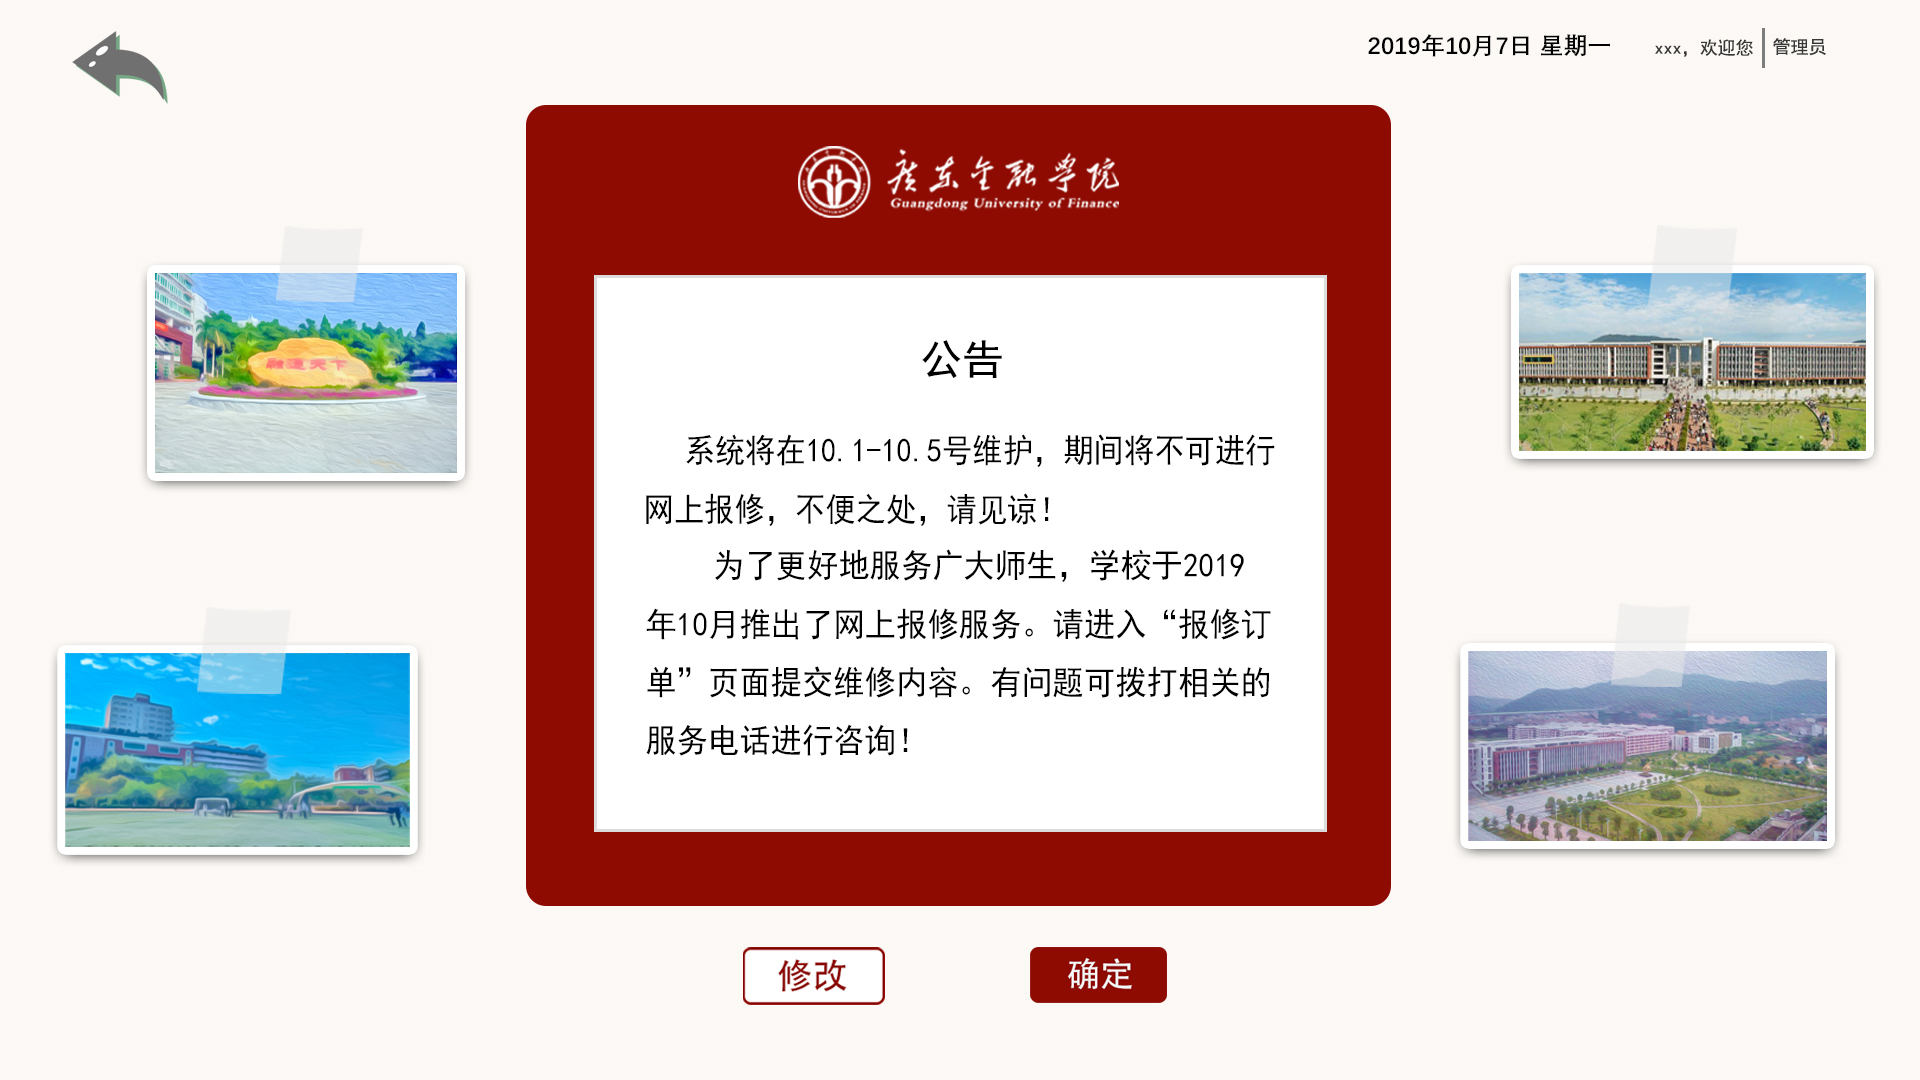 2019年10月7日 星期一
xxx，欢迎您
管理员
广东金融学院
Guangdong University of Finance
融通天下
公告
系统将在10.1-10.5号维护，期间将不可进行
网上报修，不便之处，请见谅！
为了更好地服务广大师生，学校于2019
年10月推出了网上报修服务。请进入“报修订
单”页面提交维修内容。有问题可拨打相关的
服务电话进行咨询！
修改
确定